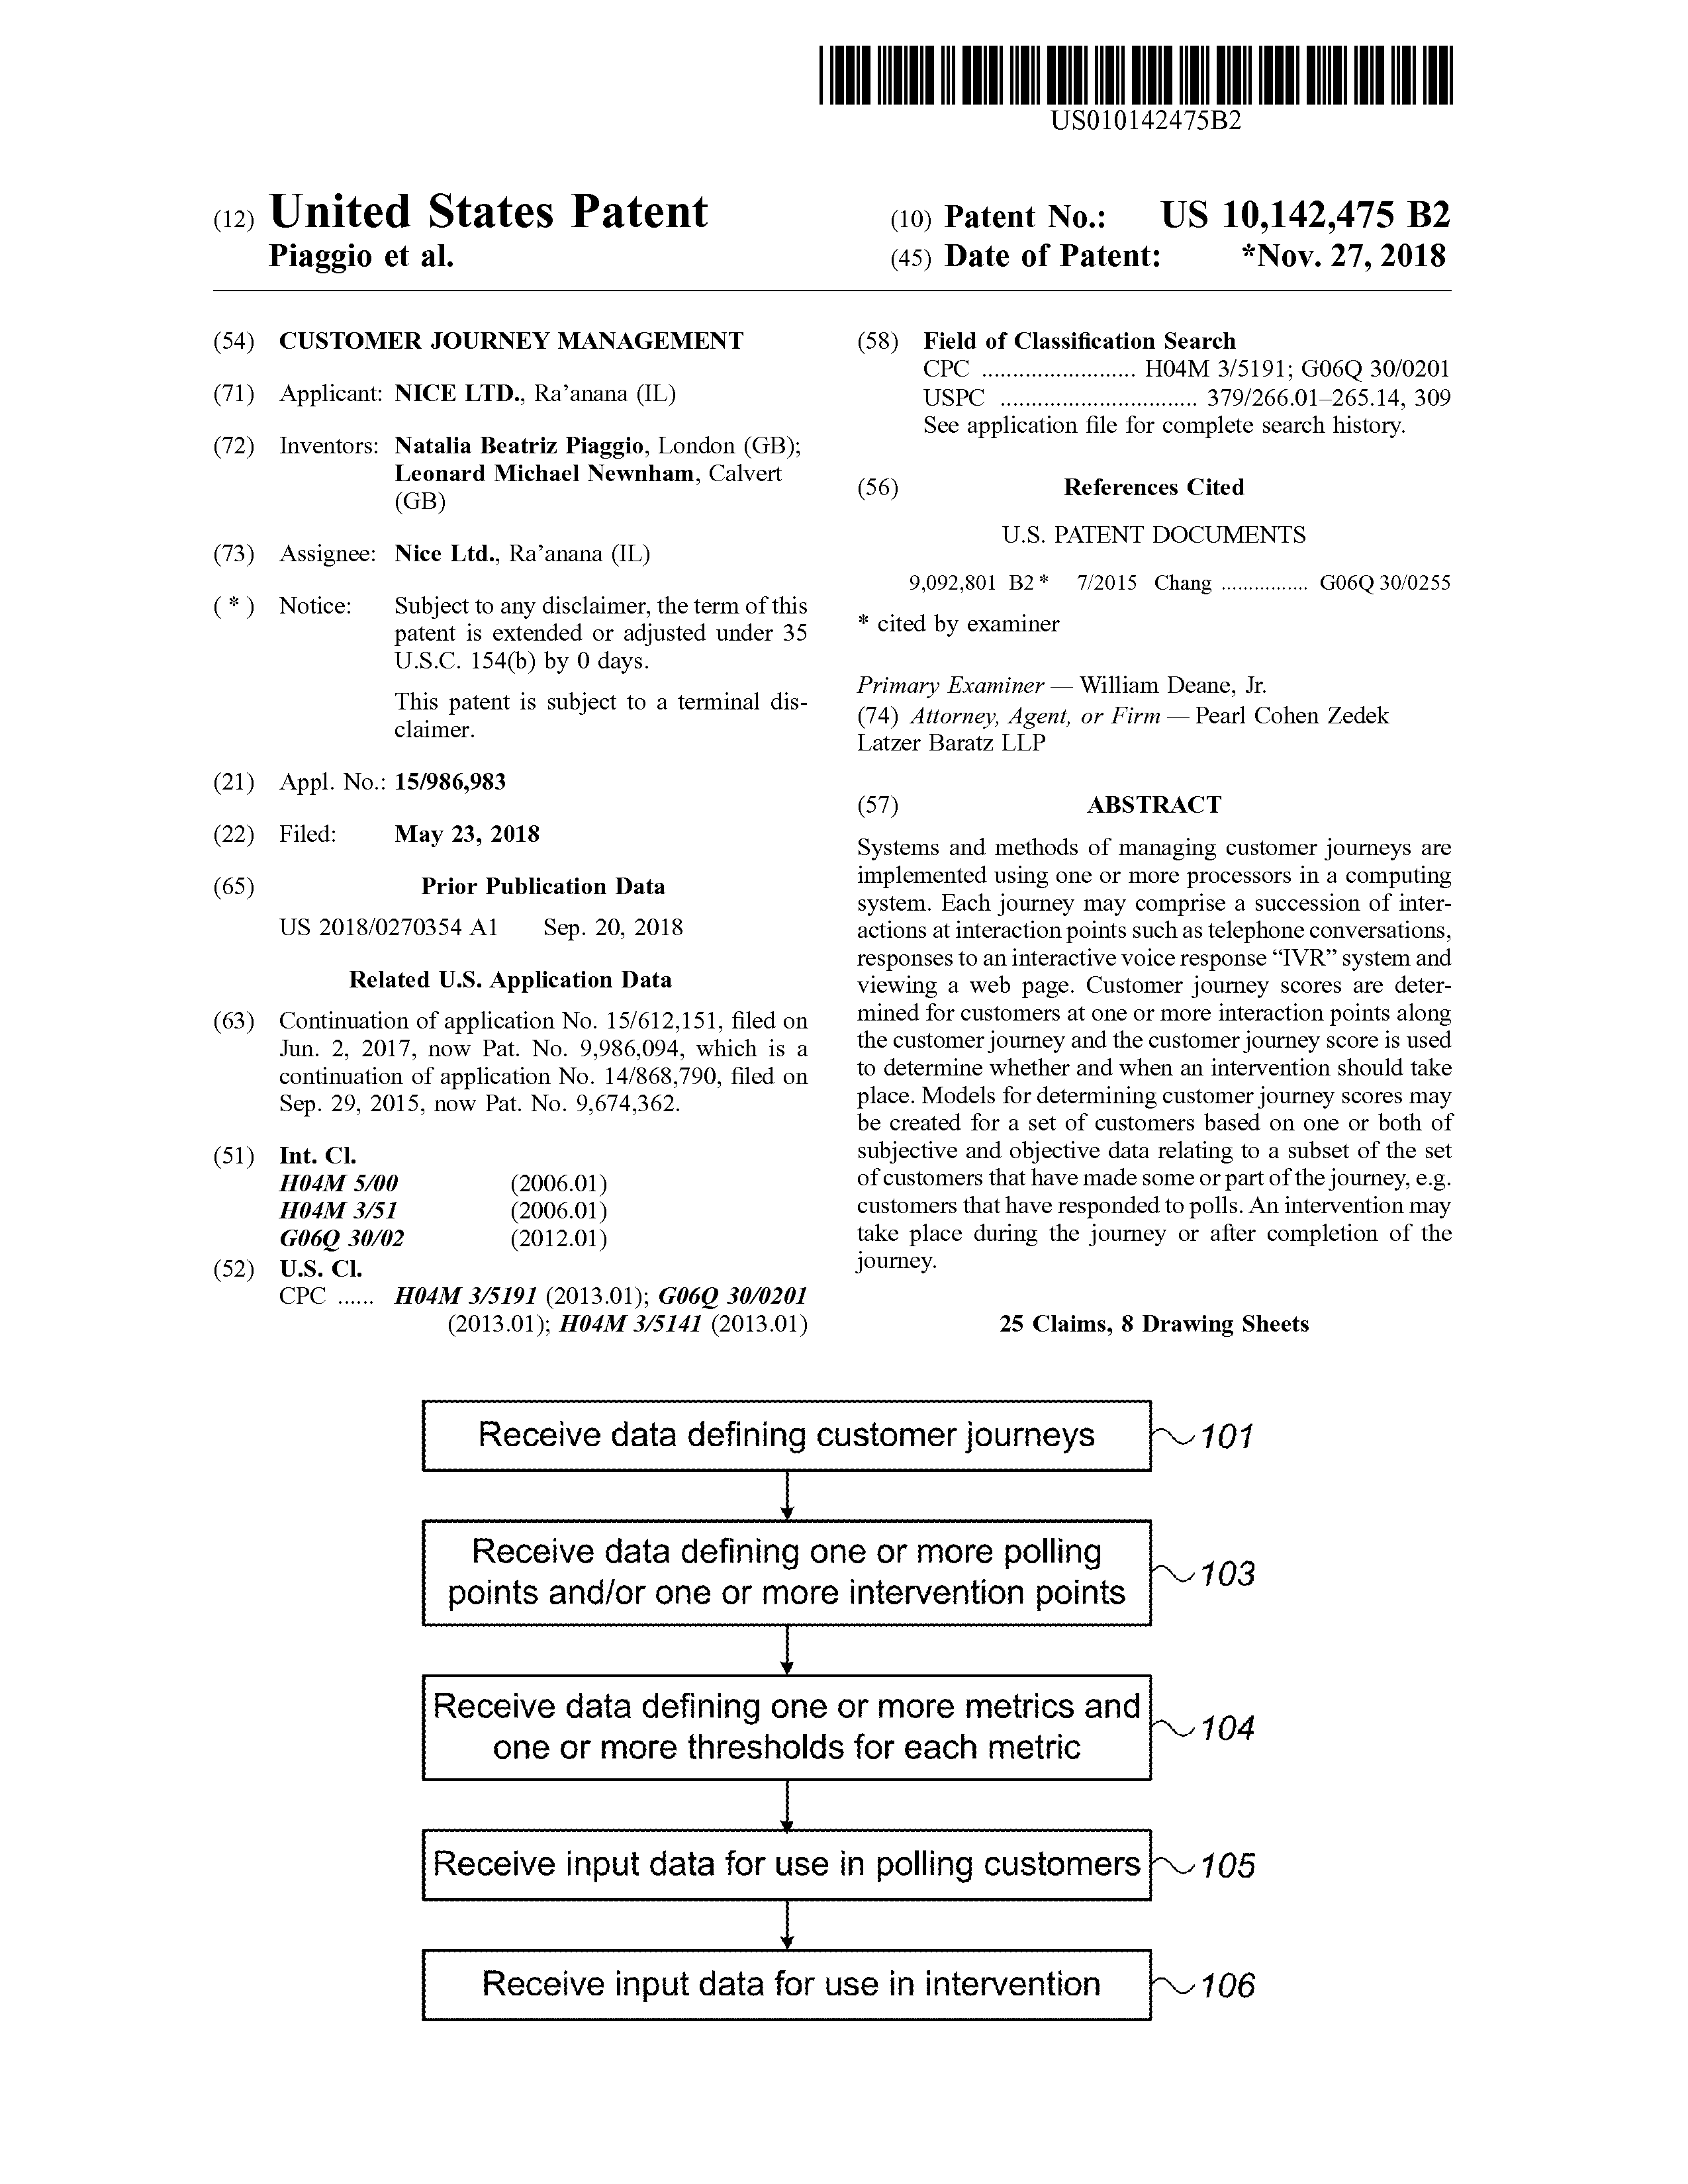 US010142475B2
(12) United States Patent
Piaggio et al.
(10) Patent No.: US 10,142,475 B2
(45) Date of Patent: *Nov. 27, 2018
(54) CUSTOMER JOURNEY MANAGEMENT
(71) Applicant: NICE LTD., Ra’anana (IL)
(72) Inventors: Natalia Beatriz Piaggio, London (GB);
Leonard Michael Newnham, Calvert
(GB)
(73) Assignee: Nice Ltd., Ra’anana (IL)
( * ) Notice: Subject to any disclaimer, the term of this
patent is extended or adjusted under 35
U.S.C. 154(b) by 0 days.
This patent is subject to a terminal dis-
claimer.
(21) Appl. No.: 15/986,983
(22) Filed: May 23, 2018
(65) Prior Publication Data
US 2018/0270354 A1 Sep. 20, 2018
Related U.S. Application Data
(63) Continuation of application No. 15/612,151, filed on
Jun. 2, 2017, now Pat. No. 9,986,094, which is a
continuation of application No. 14/868,790, filed on
Sep. 29, 2015, now Pat. No. 9,674,362.
(51) Int. Cl.
H04M 5/00 (2006.01)
H04M 3/51 (2006.01)
G06Q 30/02 (2012.01)
(52) U.S. Cl.
CPC ...... H04M 3/5191 (2013.01); G06Q 30/0201
(2013.01); H04M 3/5141 (2013.01)
(58) Field of Classification Search
CPC ......................... H04M 3/5191; G06Q 30/0201
USPC ................................ 379/266.01–265.14, 309
See application file for complete search history.
(56) References Cited
U.S. PATENT DOCUMENTS
9,092,801 B2 * 7/2015 Chang ................ G06Q 30/0255
* cited by examiner
Primary Examiner — William Deane, Jr.
(74) Attorney, Agent, or Firm — Pearl Cohen Zedek
Latzer Baratz LLP
(57) ABSTRACT
Systems and methods of managing customer journeys are
implemented using one or more processors in a computing
system. Each journey may comprise a succession of inter-
actions at interaction points such as telephone conversations,
responses to an interactive voice response “IVR” system and
viewing a web page. Customer journey scores are deter-
mined for customers at one or more interaction points along
the customer journey and the customer journey score is used
to determine whether and when an intervention should take
place. Models for determining customer journey scores may
be created for a set of customers based on one or both of
subjective and objective data relating to a subset of the set
of customers that have made some or part of the journey, e.g.
customers that have responded to polls. An intervention may
take place during the journey or after completion of the
journey.
25 Claims, 8 Drawing Sheets
Receive data defining customer journeys 101
Receive data defining one or more polling
points and/or one or more intervention points 103
Receive data defining one or more metrics and
one or more thresholds for each metric 104
Receive input data for use in polling customers 105
Receive input data for use in intervention 106